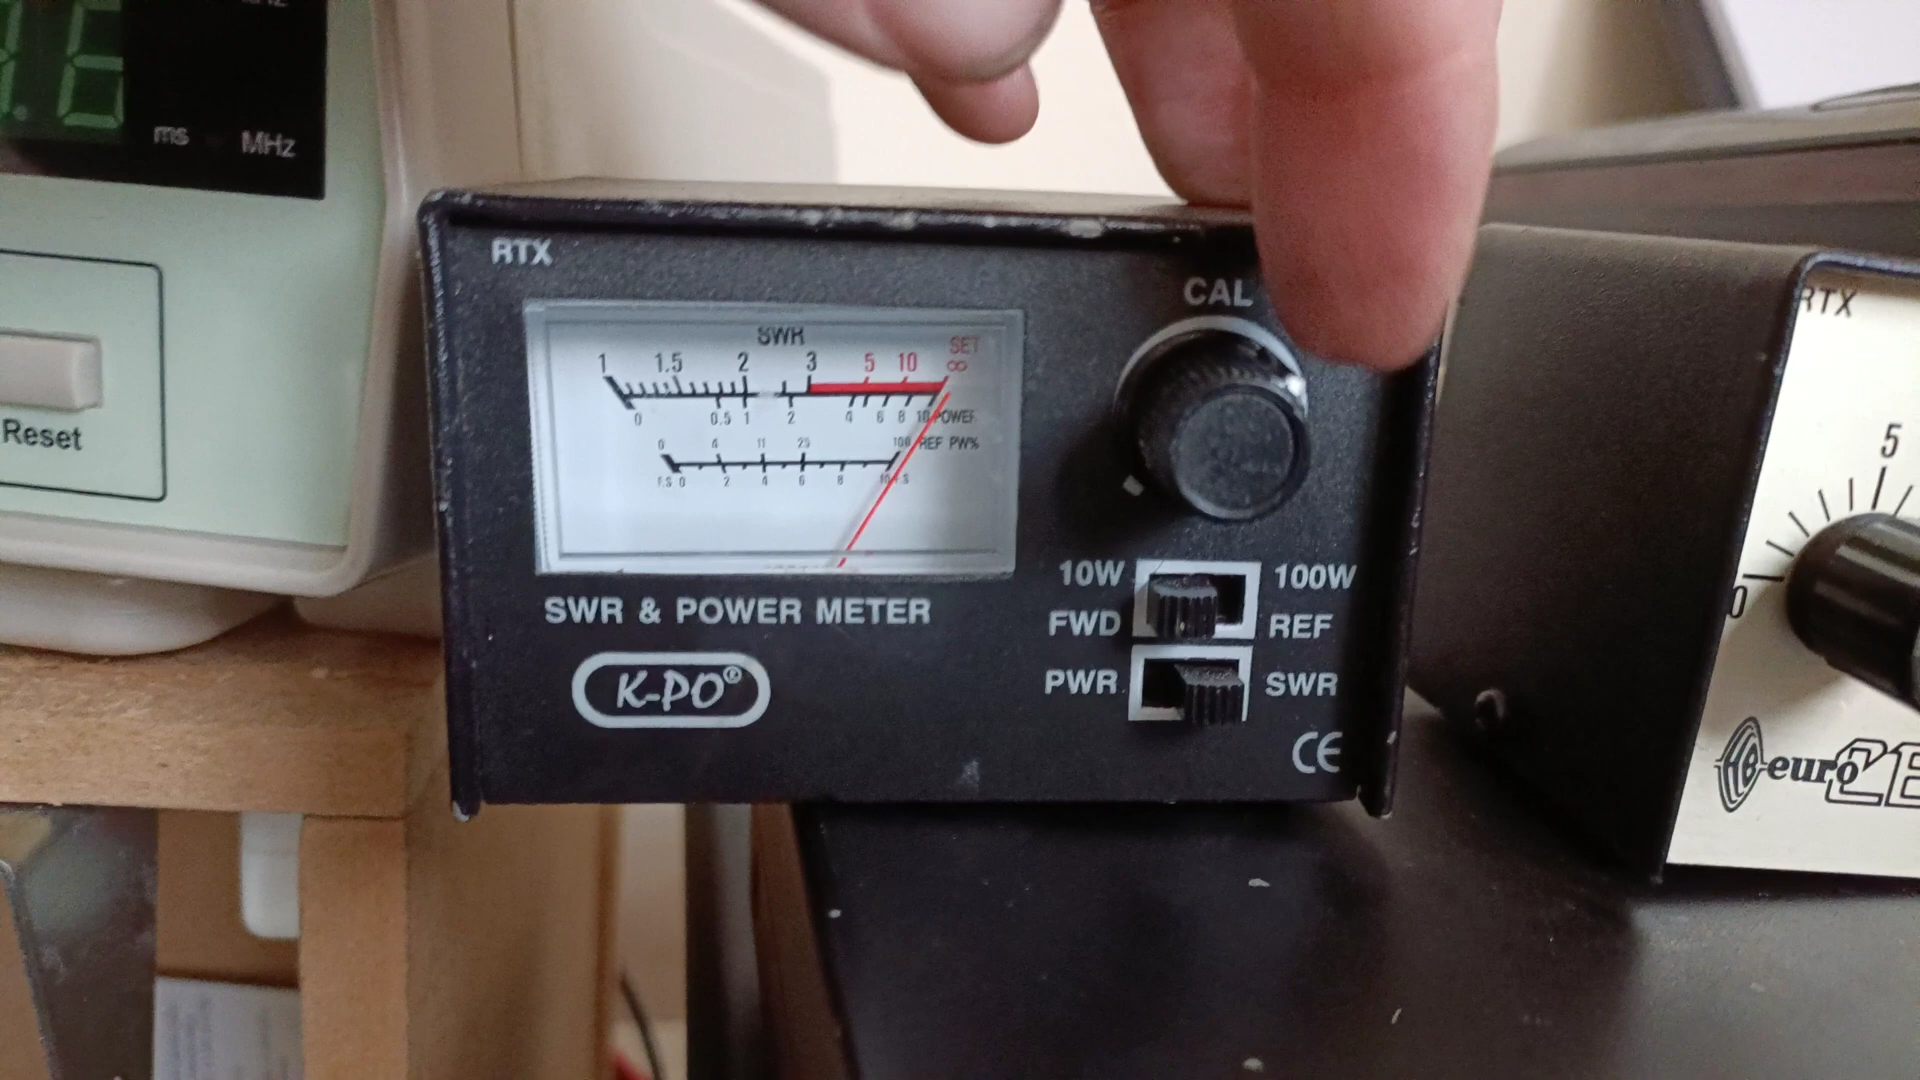 ms MHz
Reset
RTX
CAL
SWR
SET
1 1.5 2 3 5 10 ∞
0 0.5 1 2 4 6 8 10 POWER
0 4 11 25 100 REF PW%
F.S 0 2 4 6 8 10 F.S
SWR & POWER METER
K-PO®
10W 100W
FWD REF
PWR SWR
CE
RTX
5
0
euro CB